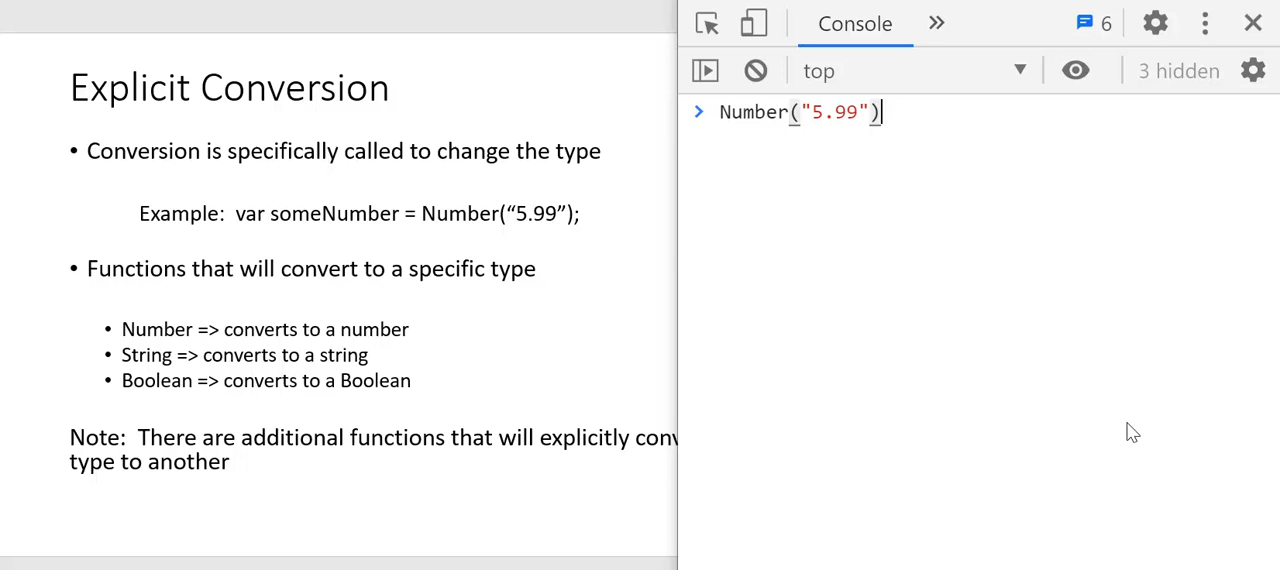 Explicit Conversion
• Conversion is specifically called to change the type
Example:  var someNumber = Number(“5.99”);
• Functions that will convert to a specific type
• Number => converts to a number
• String => converts to a string
• Boolean => converts to a Boolean
Note:  There are additional functions that will explicitly
type to another
Console
6
top
3 hidden
Number("5.99")